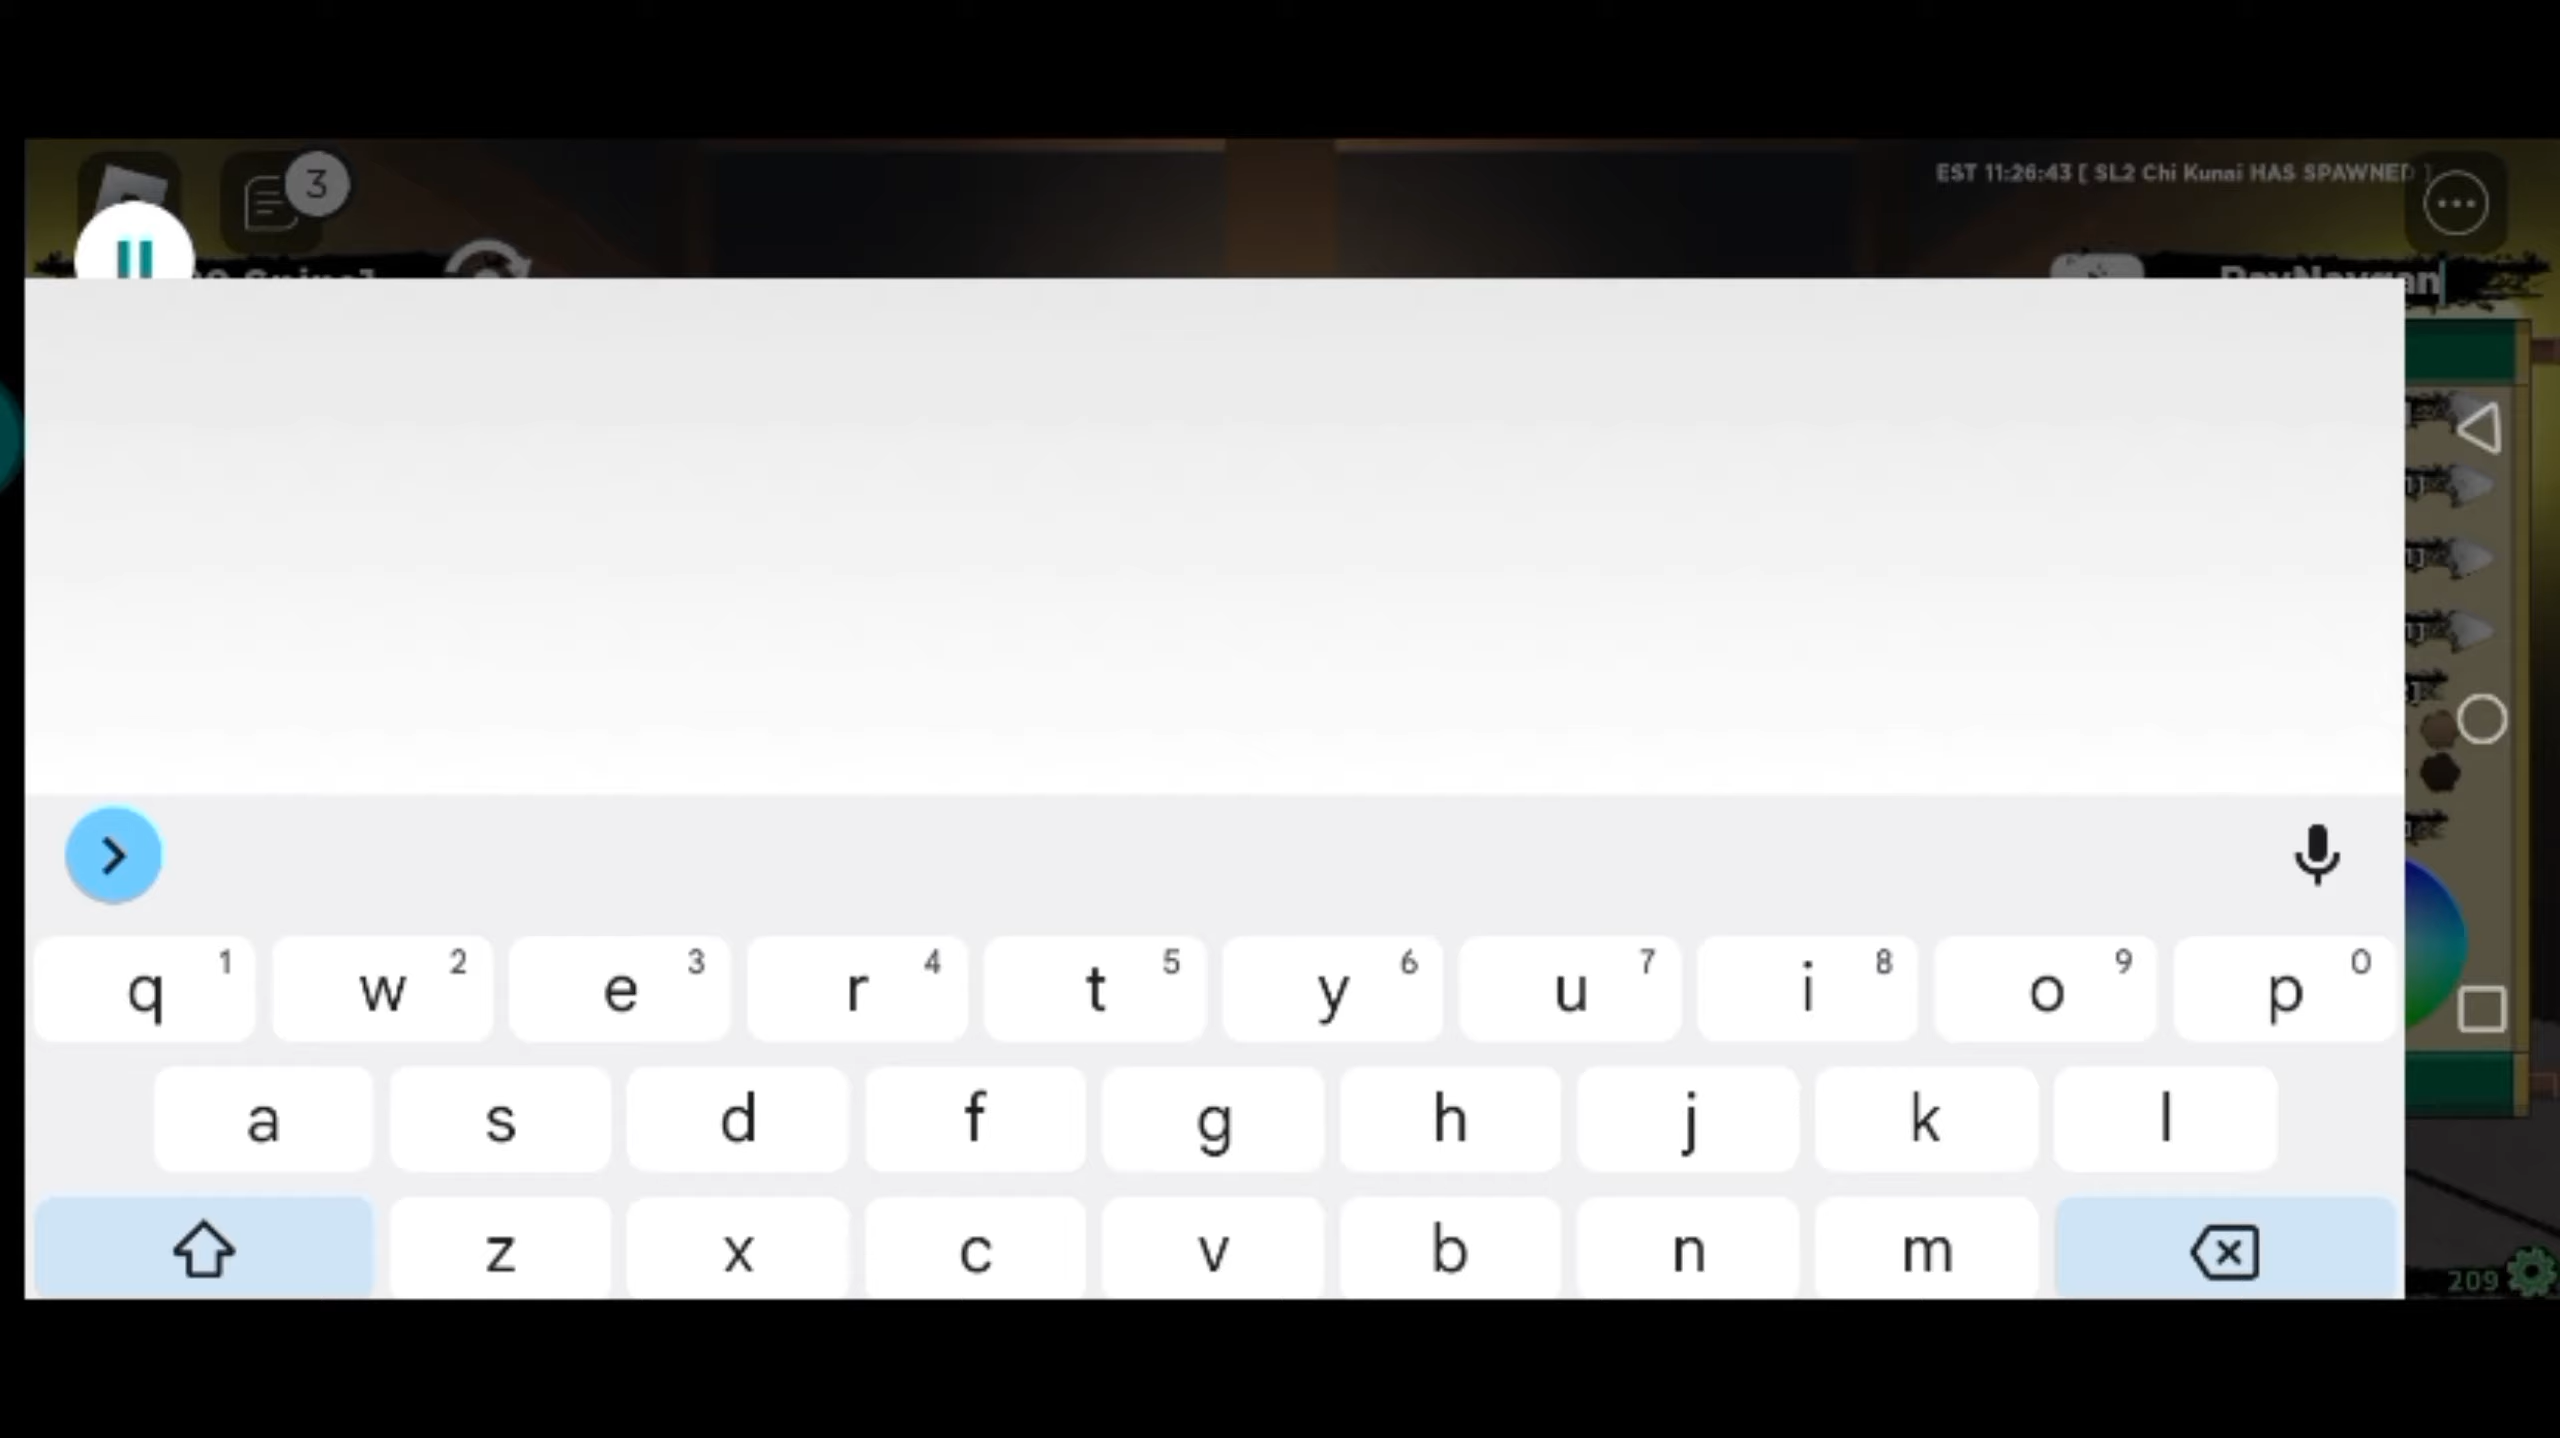 3
EST 11:26:43 [ SL2 Chi Kunai HAS SPAWNED ]
q 1 w 2 e 3 r 4 t 5 y 6 u 7 i 8 o 9 p 0
a s d f g h j k l
z x c v b n m
209